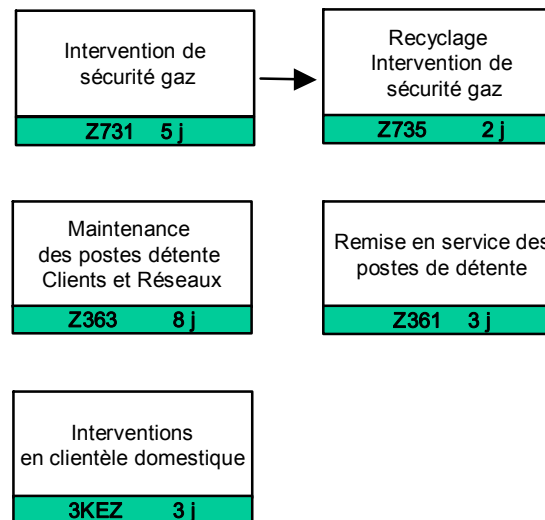 Intervention de
sécurité gaz
Z731 5 j
Recyclage
Intervention de
sécurité gaz
Z735 2 j
Maintenance
des postes détente
Clients et Réseaux
Z363 8 j
Remise en service des
postes de détente
Z361 3 j
Interventions
en clientèle domestique
3KEZ 3 j